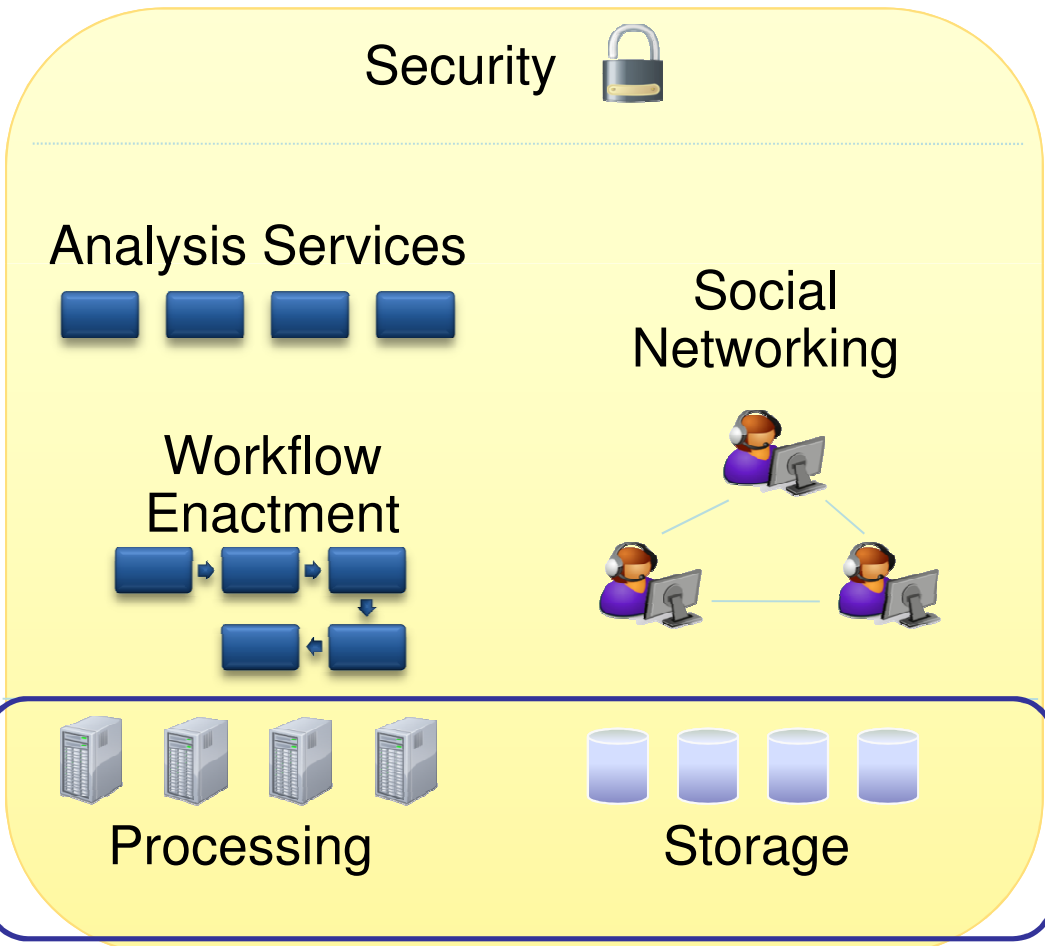 Security
Analysis Services
Social
Networking
Workflow
Enactment
Processing
Storage